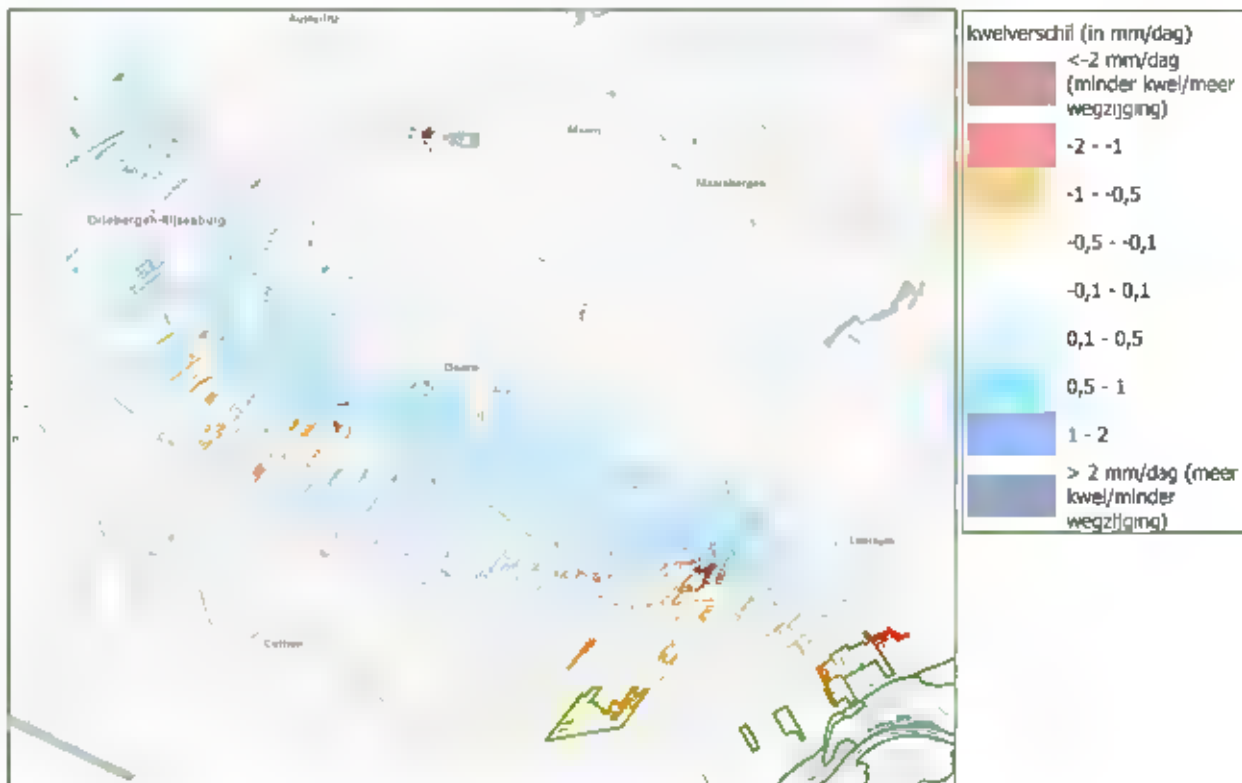 kwelverschil (in mm/dag)
<-2 mm/dag
(minder kwel/meer
wegzijging)
-2 - -1
-1 - -0,5
-0,5 - -0,1
-0,1 - 0,1
0,1 - 0,5
0,5 - 1
1 - 2
> 2 mm/dag (meer
kwel/minder
wegzijging)
Maarn
Maarsbergen
Driebergen-Rijsenburg
Doorn
Leersum
Cothen